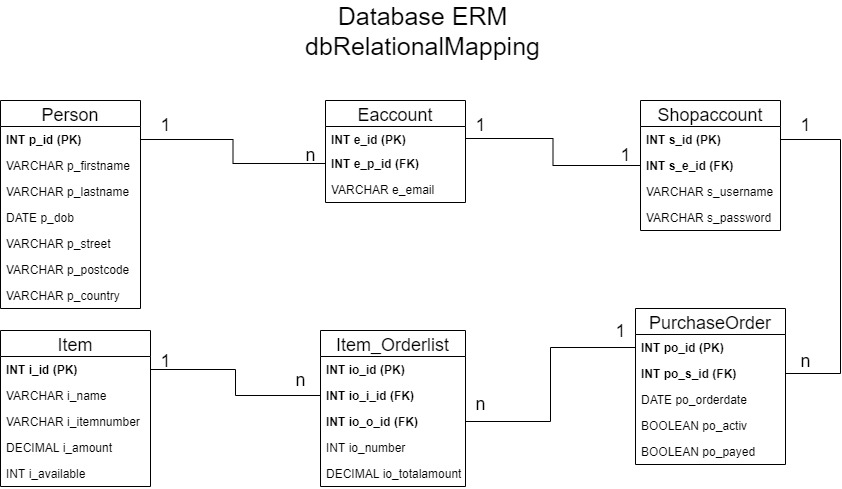 Database ERM
dbRelationalMapping
Person
INT p_id (PK)
VARCHAR p_firstname
VARCHAR p_lastname
DATE p_dob
VARCHAR p_street
VARCHAR p_postcode
VARCHAR p_country
1
n
Eaccount
INT e_id (PK)
INT e_p_id (FK)
VARCHAR e_email
1
1
Shopaccount
INT s_id (PK)
INT s_e_id (FK)
VARCHAR s_username
VARCHAR s_password
1
Item
INT i_id (PK)
VARCHAR i_name
VARCHAR i_itemnumber
DECIMAL i_amount
INT i_available
1
n
Item_Orderlist
INT io_id (PK)
INT io_i_id (FK)
INT io_o_id (FK)
INT io_number
DECIMAL io_totalamount
n
1
PurchaseOrder
INT po_id (PK)
INT po_s_id (FK)
DATE po_orderdate
BOOLEAN po_activ
BOOLEAN po_payed
n